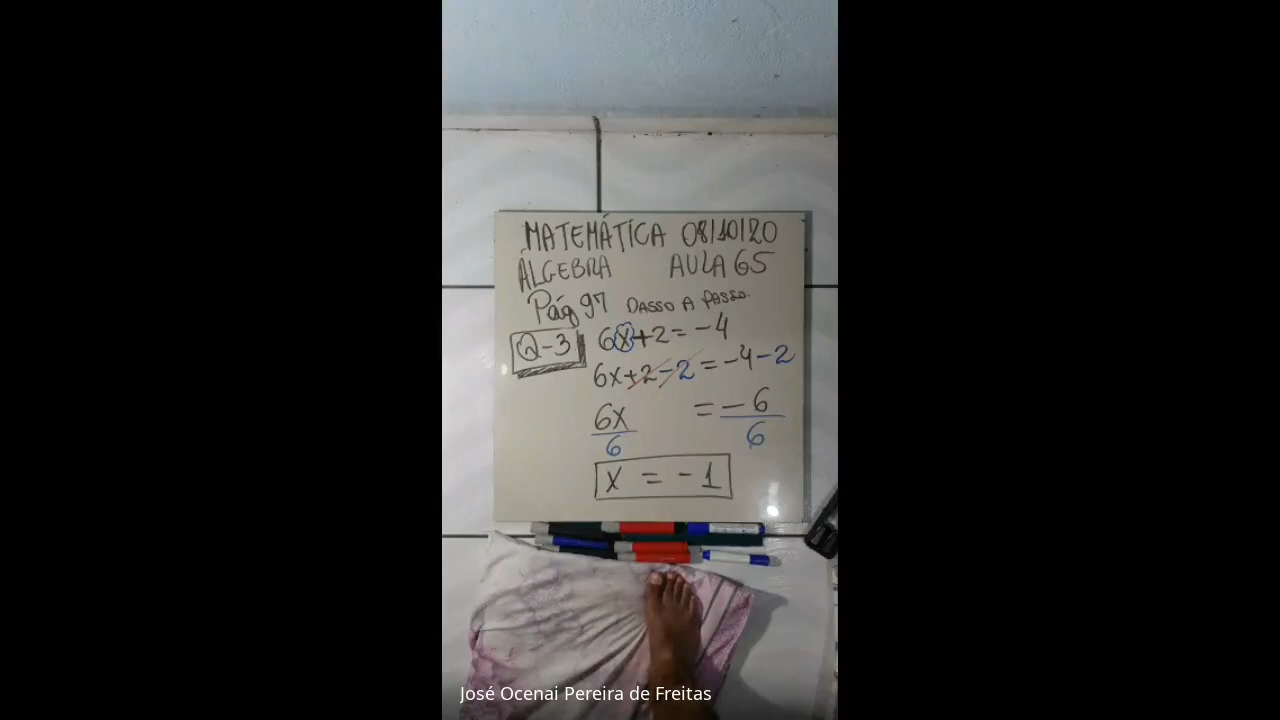 MATEMÁTICA 08/10/20
ÁLGEBRA AULA 65
Pág 97 PASSO A PASSO.
Q-3 6x+2=-4
6x+2-2=-4-2
6x/6 =-6/6
x = -1
José Ocenai Pereira de Freitas